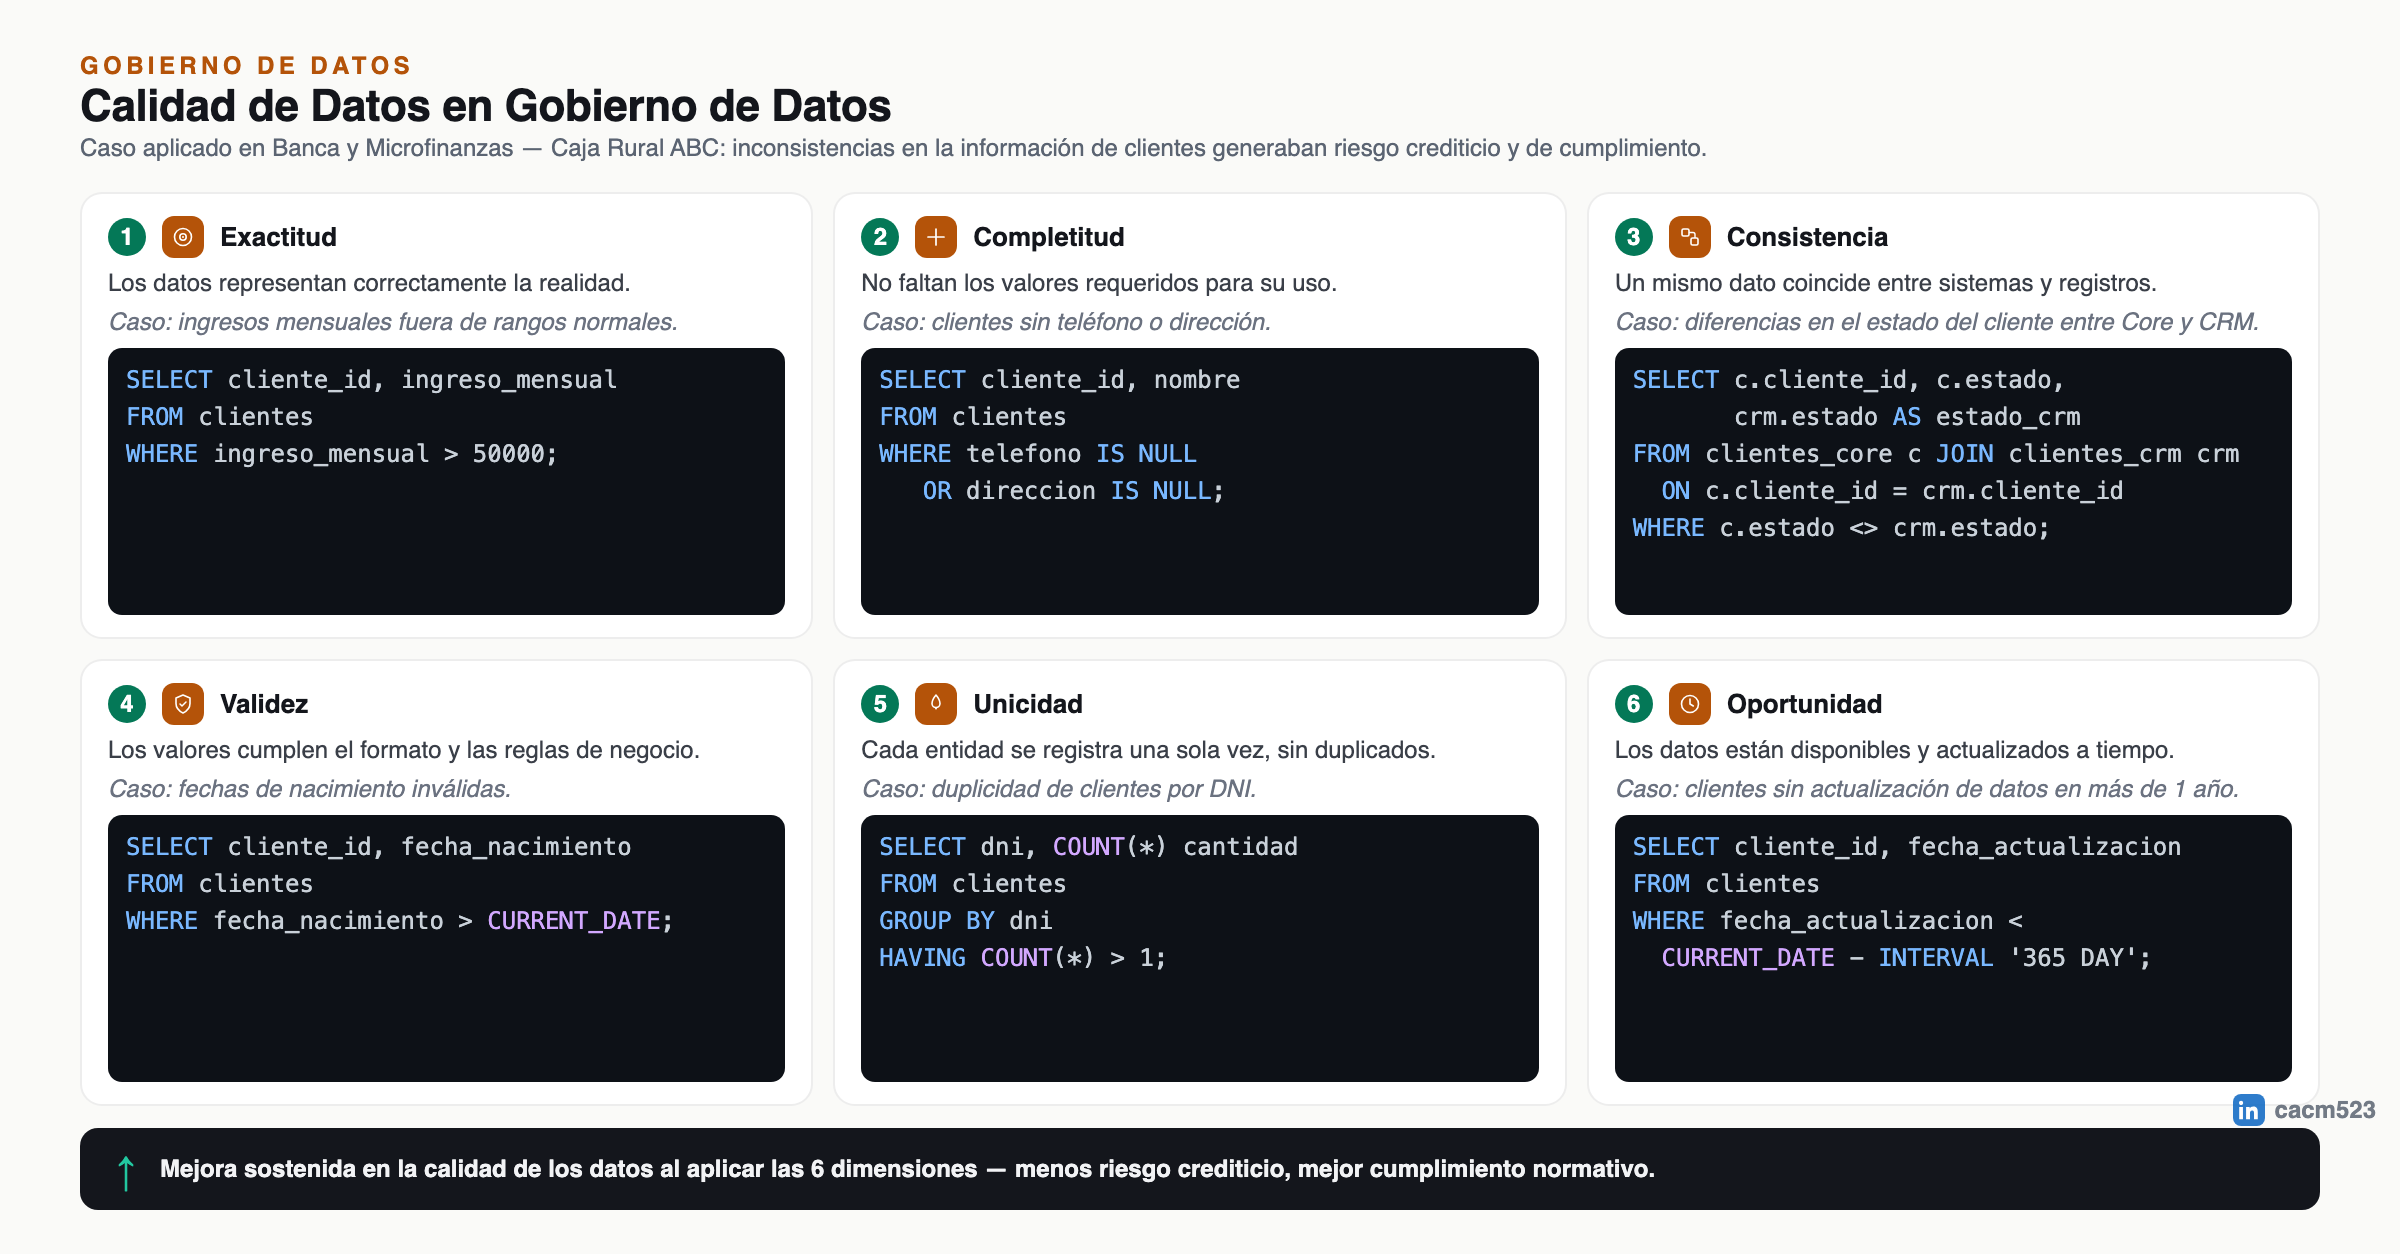 GOBIERNO DE DATOS
Calidad de Datos en Gobierno de Datos
Caso aplicado en Banca y Microfinanzas — Caja Rural ABC: inconsistencias en la información de clientes generaban riesgo crediticio y de cumplimiento.
1 Exactitud
Los datos representan correctamente la realidad.
Caso: ingresos mensuales fuera de rangos normales.
SELECT cliente_id, ingreso_mensual
FROM clientes
WHERE ingreso_mensual > 50000;
2 Completitud
No faltan los valores requeridos para su uso.
Caso: clientes sin teléfono o dirección.
SELECT cliente_id, nombre
FROM clientes
WHERE telefono IS NULL
   OR direccion IS NULL;
3 Consistencia
Un mismo dato coincide entre sistemas y registros.
Caso: diferencias en el estado del cliente entre Core y CRM.
SELECT c.cliente_id, c.estado,
       crm.estado AS estado_crm
FROM clientes_core c JOIN clientes_crm crm
  ON c.cliente_id = crm.cliente_id
WHERE c.estado <> crm.estado;
4 Validez
Los valores cumplen el formato y las reglas de negocio.
Caso: fechas de nacimiento inválidas.
SELECT cliente_id, fecha_nacimiento
FROM clientes
WHERE fecha_nacimiento > CURRENT_DATE;
5 Unicidad
Cada entidad se registra una sola vez, sin duplicados.
Caso: duplicidad de clientes por DNI.
SELECT dni, COUNT(*) cantidad
FROM clientes
GROUP BY dni
HAVING COUNT(*) > 1;
6 Oportunidad
Los datos están disponibles y actualizados a tiempo.
Caso: clientes sin actualización de datos en más de 1 año.
SELECT cliente_id, fecha_actualizacion
FROM clientes
WHERE fecha_actualizacion <
  CURRENT_DATE - INTERVAL '365 DAY';
in cacm523
↑ Mejora sostenida en la calidad de los datos al aplicar las 6 dimensiones — menos riesgo crediticio, mejor cumplimiento normativo.